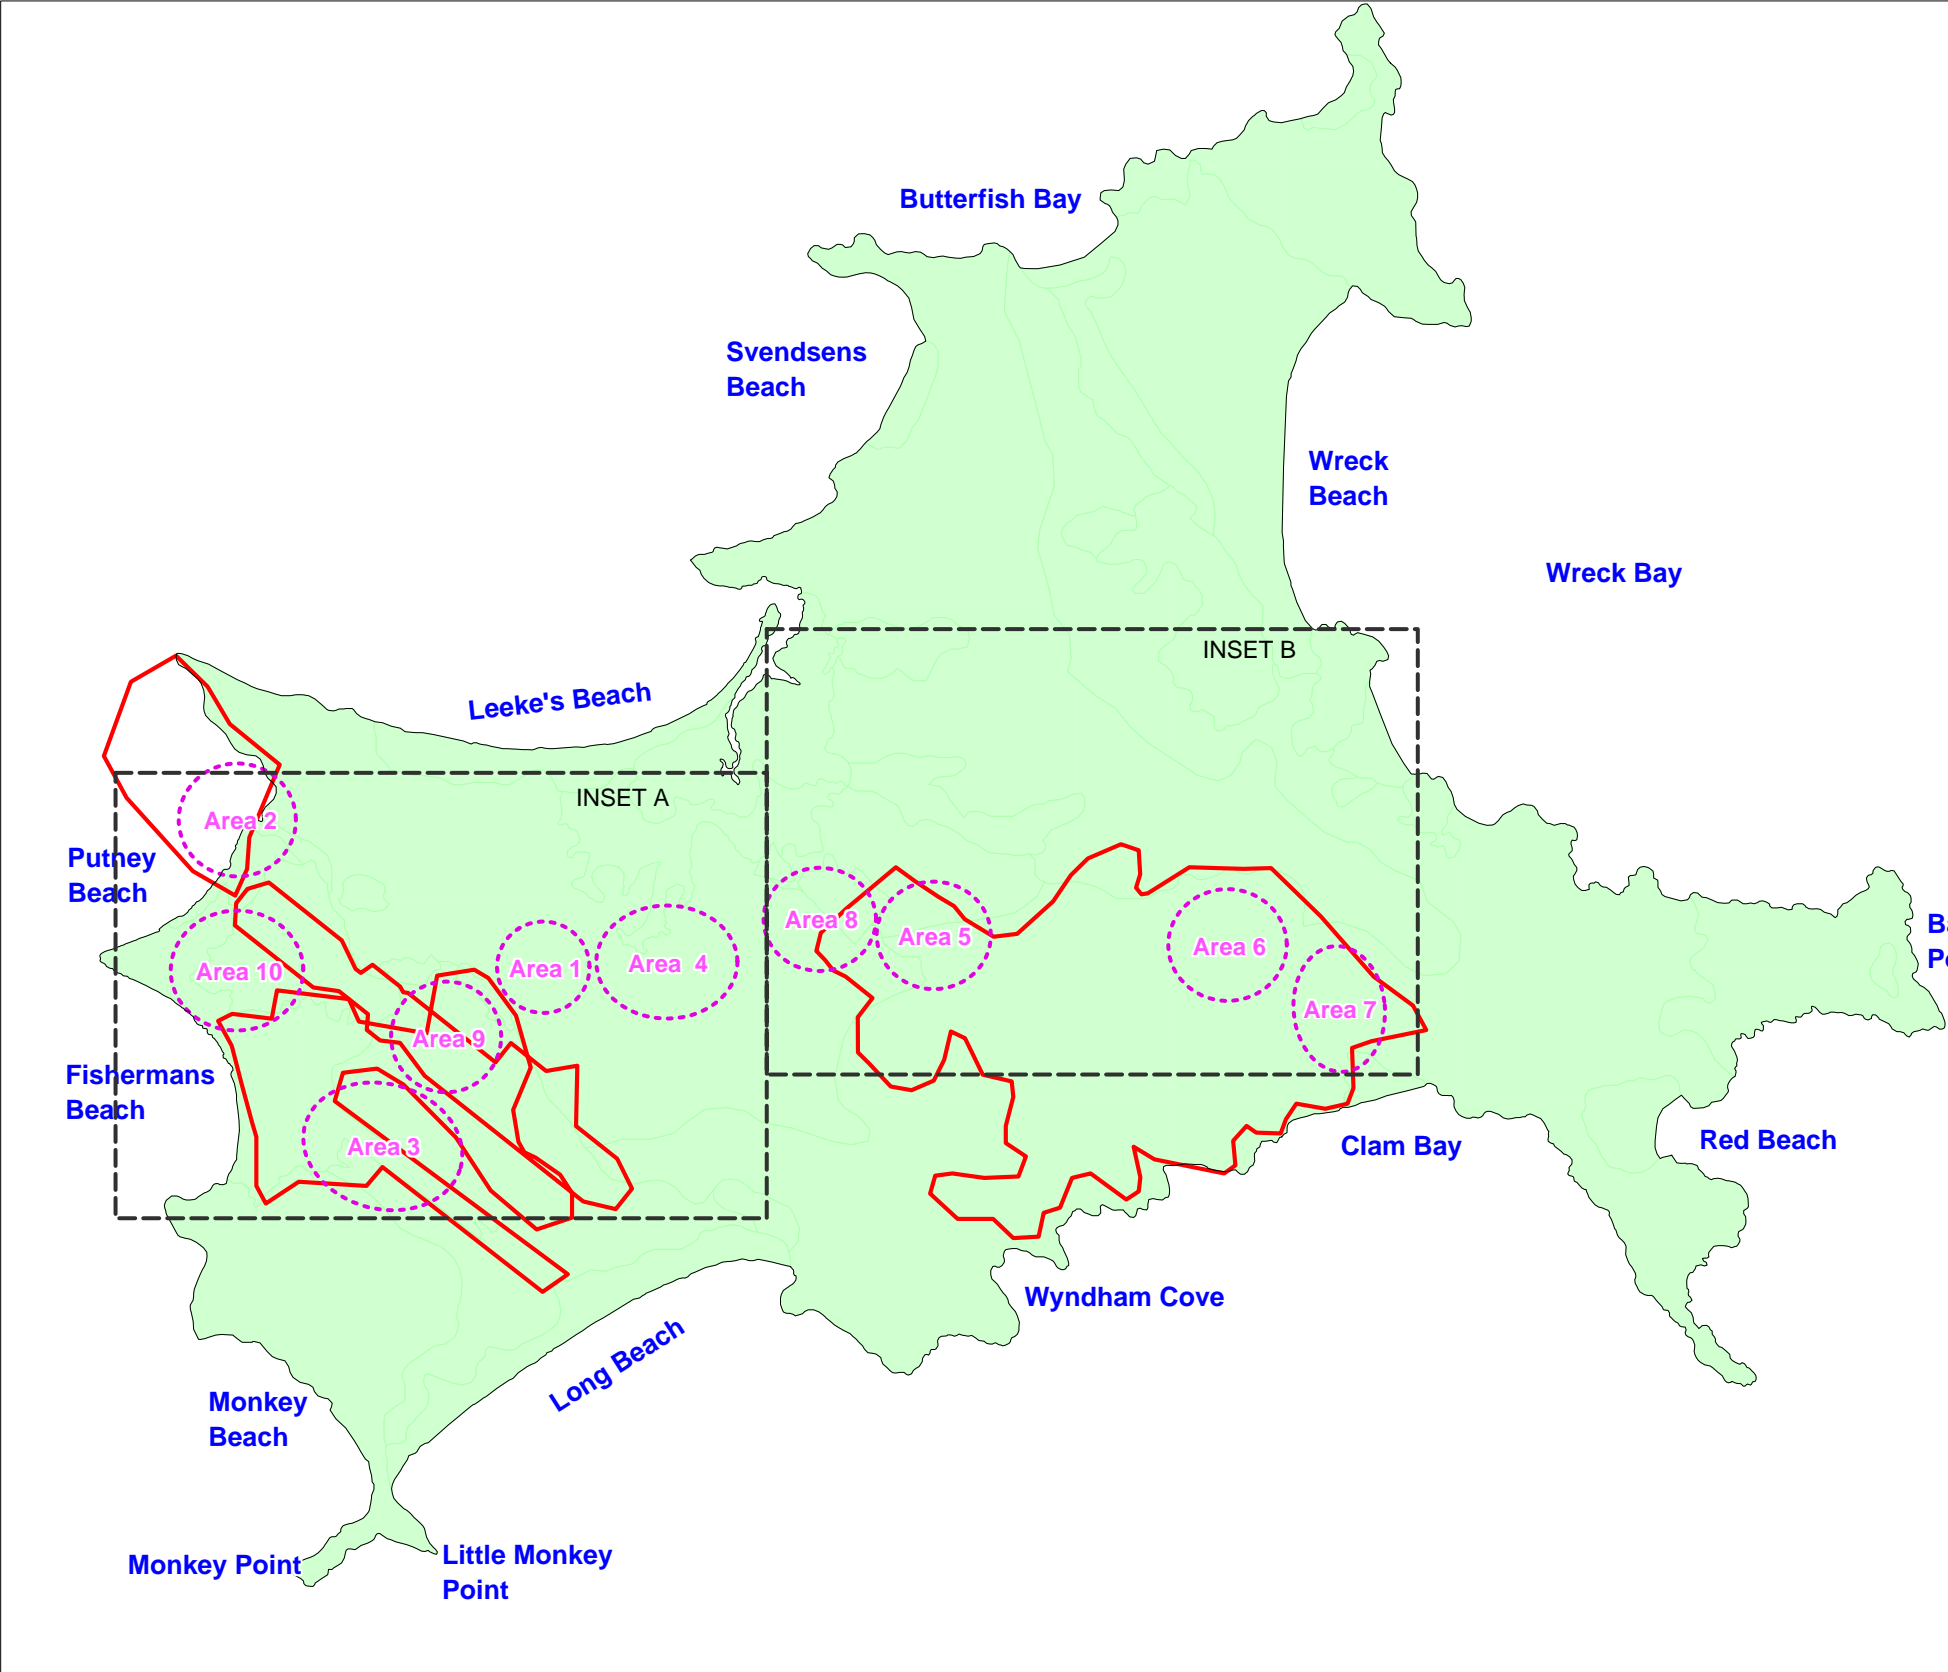 Butterfish Bay
Svendsens
Beach
Wreck
Beach
Wreck Bay
INSET B
Leeke's Beach
INSET A
Area 2
Putney
Beach
Area 8
Area 5
Area 6
Area 10
Area 1
Area 4
Area 7
Area 9
Fishermans
Beach
Area 3
Clam Bay
Red Beach
Wyndham Cove
Long Beach
Monkey
Beach
Monkey Point
Little Monkey
Point